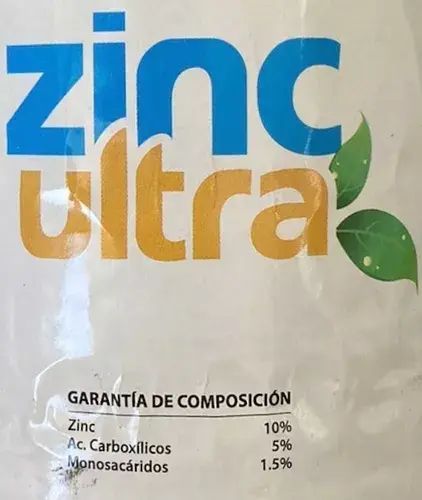 zinc
ultra
GARANTÍA DE COMPOSICIÓN
Zinc 10%
Ac. Carboxílicos 5%
Monosacáridos 1.5%